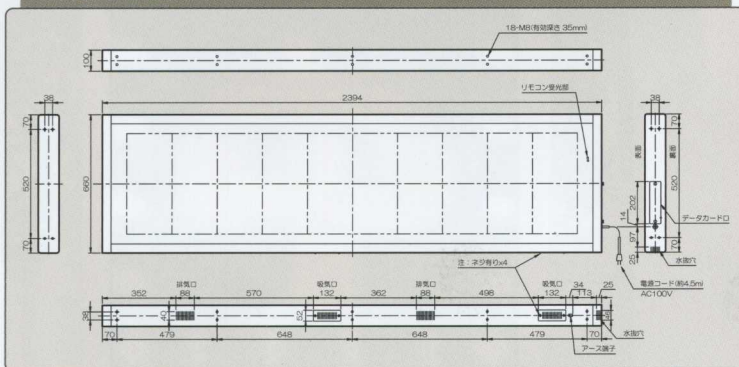 18-M8(有効深さ 35mm)
100
リモコン受光部
2394
38
70
520
70
660
38
70
表面
裏面
520
202
14
97
25
70
データカード口
水抜穴
注：ネジ有り×4
電源コード(約4.5m)
AC100V
352
排気口
88
570
吸気口
132
362
排気口
88
498
吸気口
132
34
113
25
38
40
52
水抜穴
70
479
648
648
479
70
アース端子